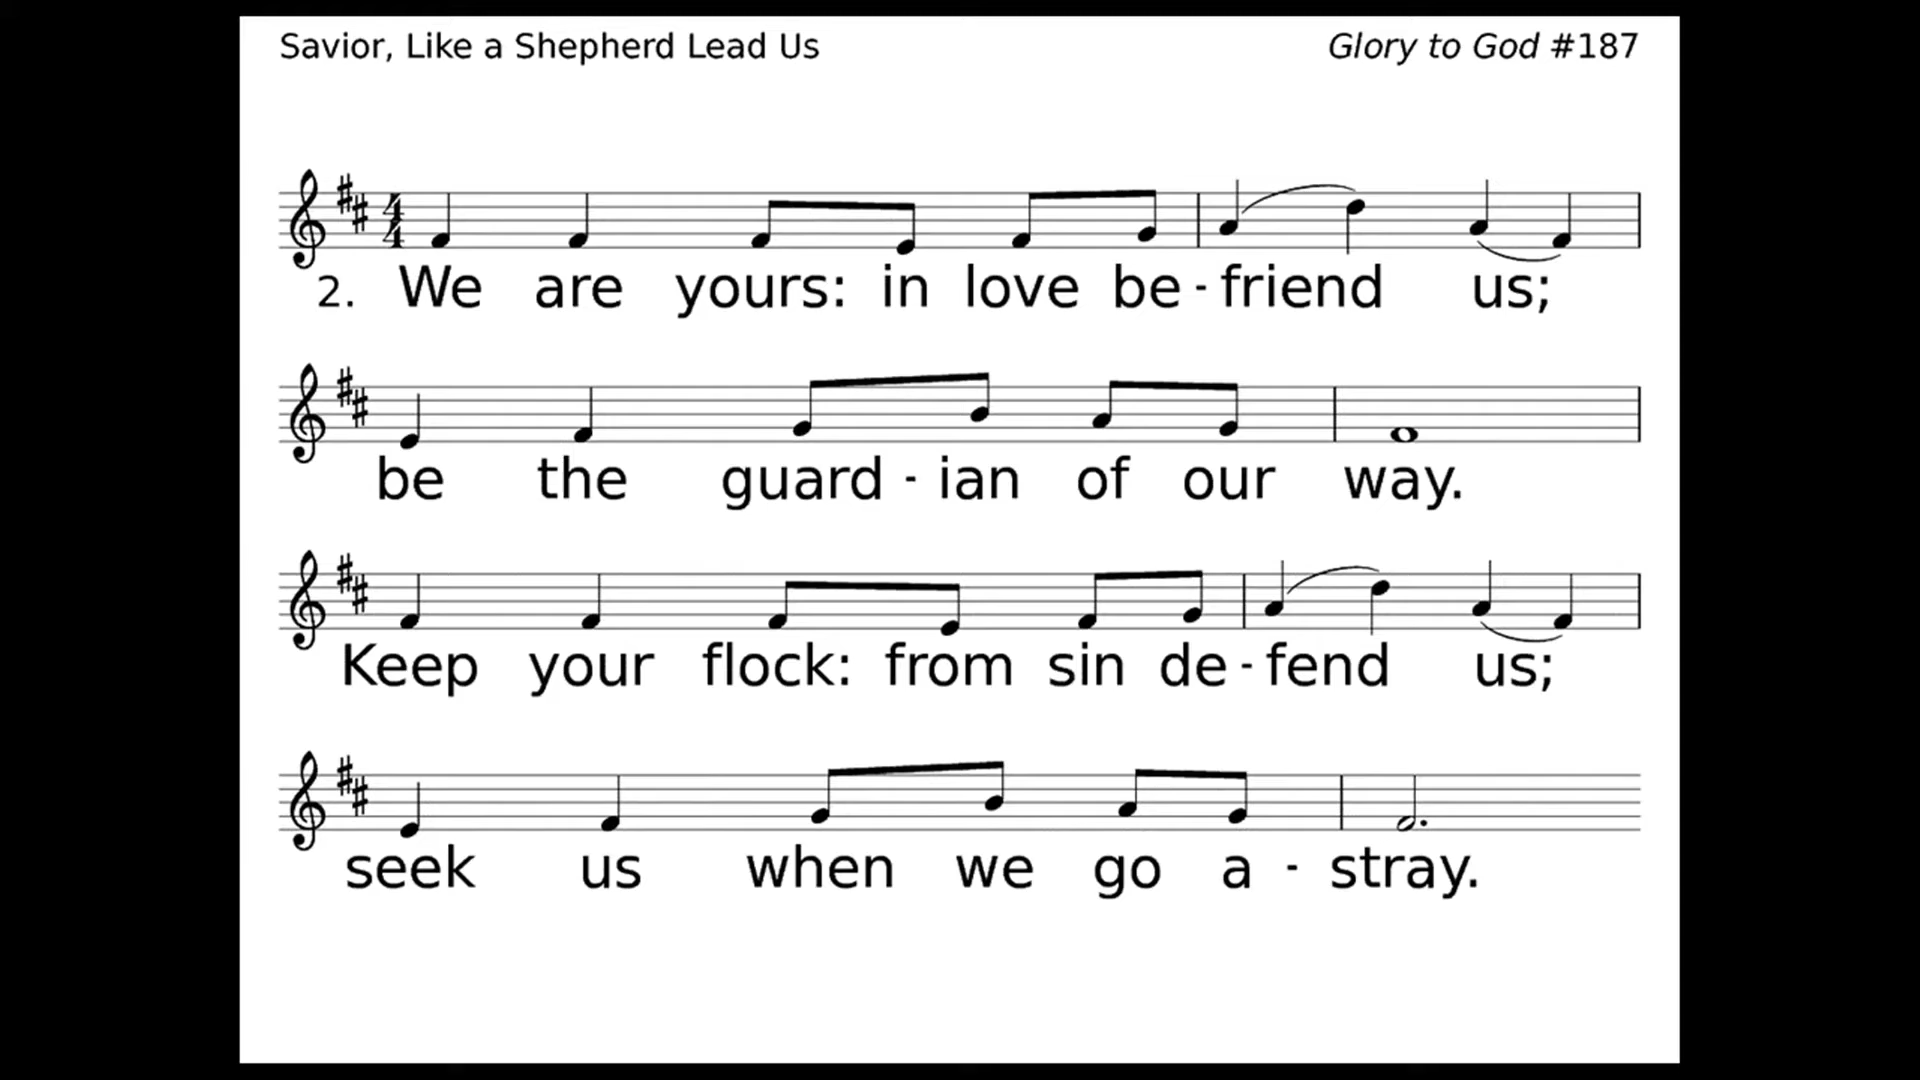 Savior, Like a Shepherd Lead Us Glory to God #187
2. We are yours: in love be - friend us;
be the guard - ian of our way.
Keep your flock: from sin de - fend us;
seek us when we go a - stray.